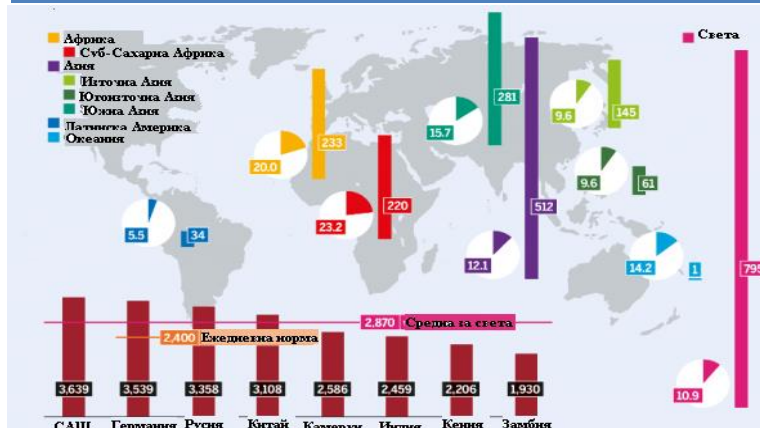 Африка
Суб-Сахарна Африка
Азия
Източна Азия
Югоизточна Азия
Южна Азия
Латинска Америка
Океания
Света
281
15.7
9.6
145
233
20.0
9.6
61
220
23.2
512
5.5
34
12.1
14.2
1
795
2,870 Средна за света
2,400 Ежедневна норма
10.9
3,639
3,539
3,358
3,108
2,586
2,459
2,206
1,930
САЩ
Германия
Русия
Китай
Камерун
Индия
Кения
Замбия